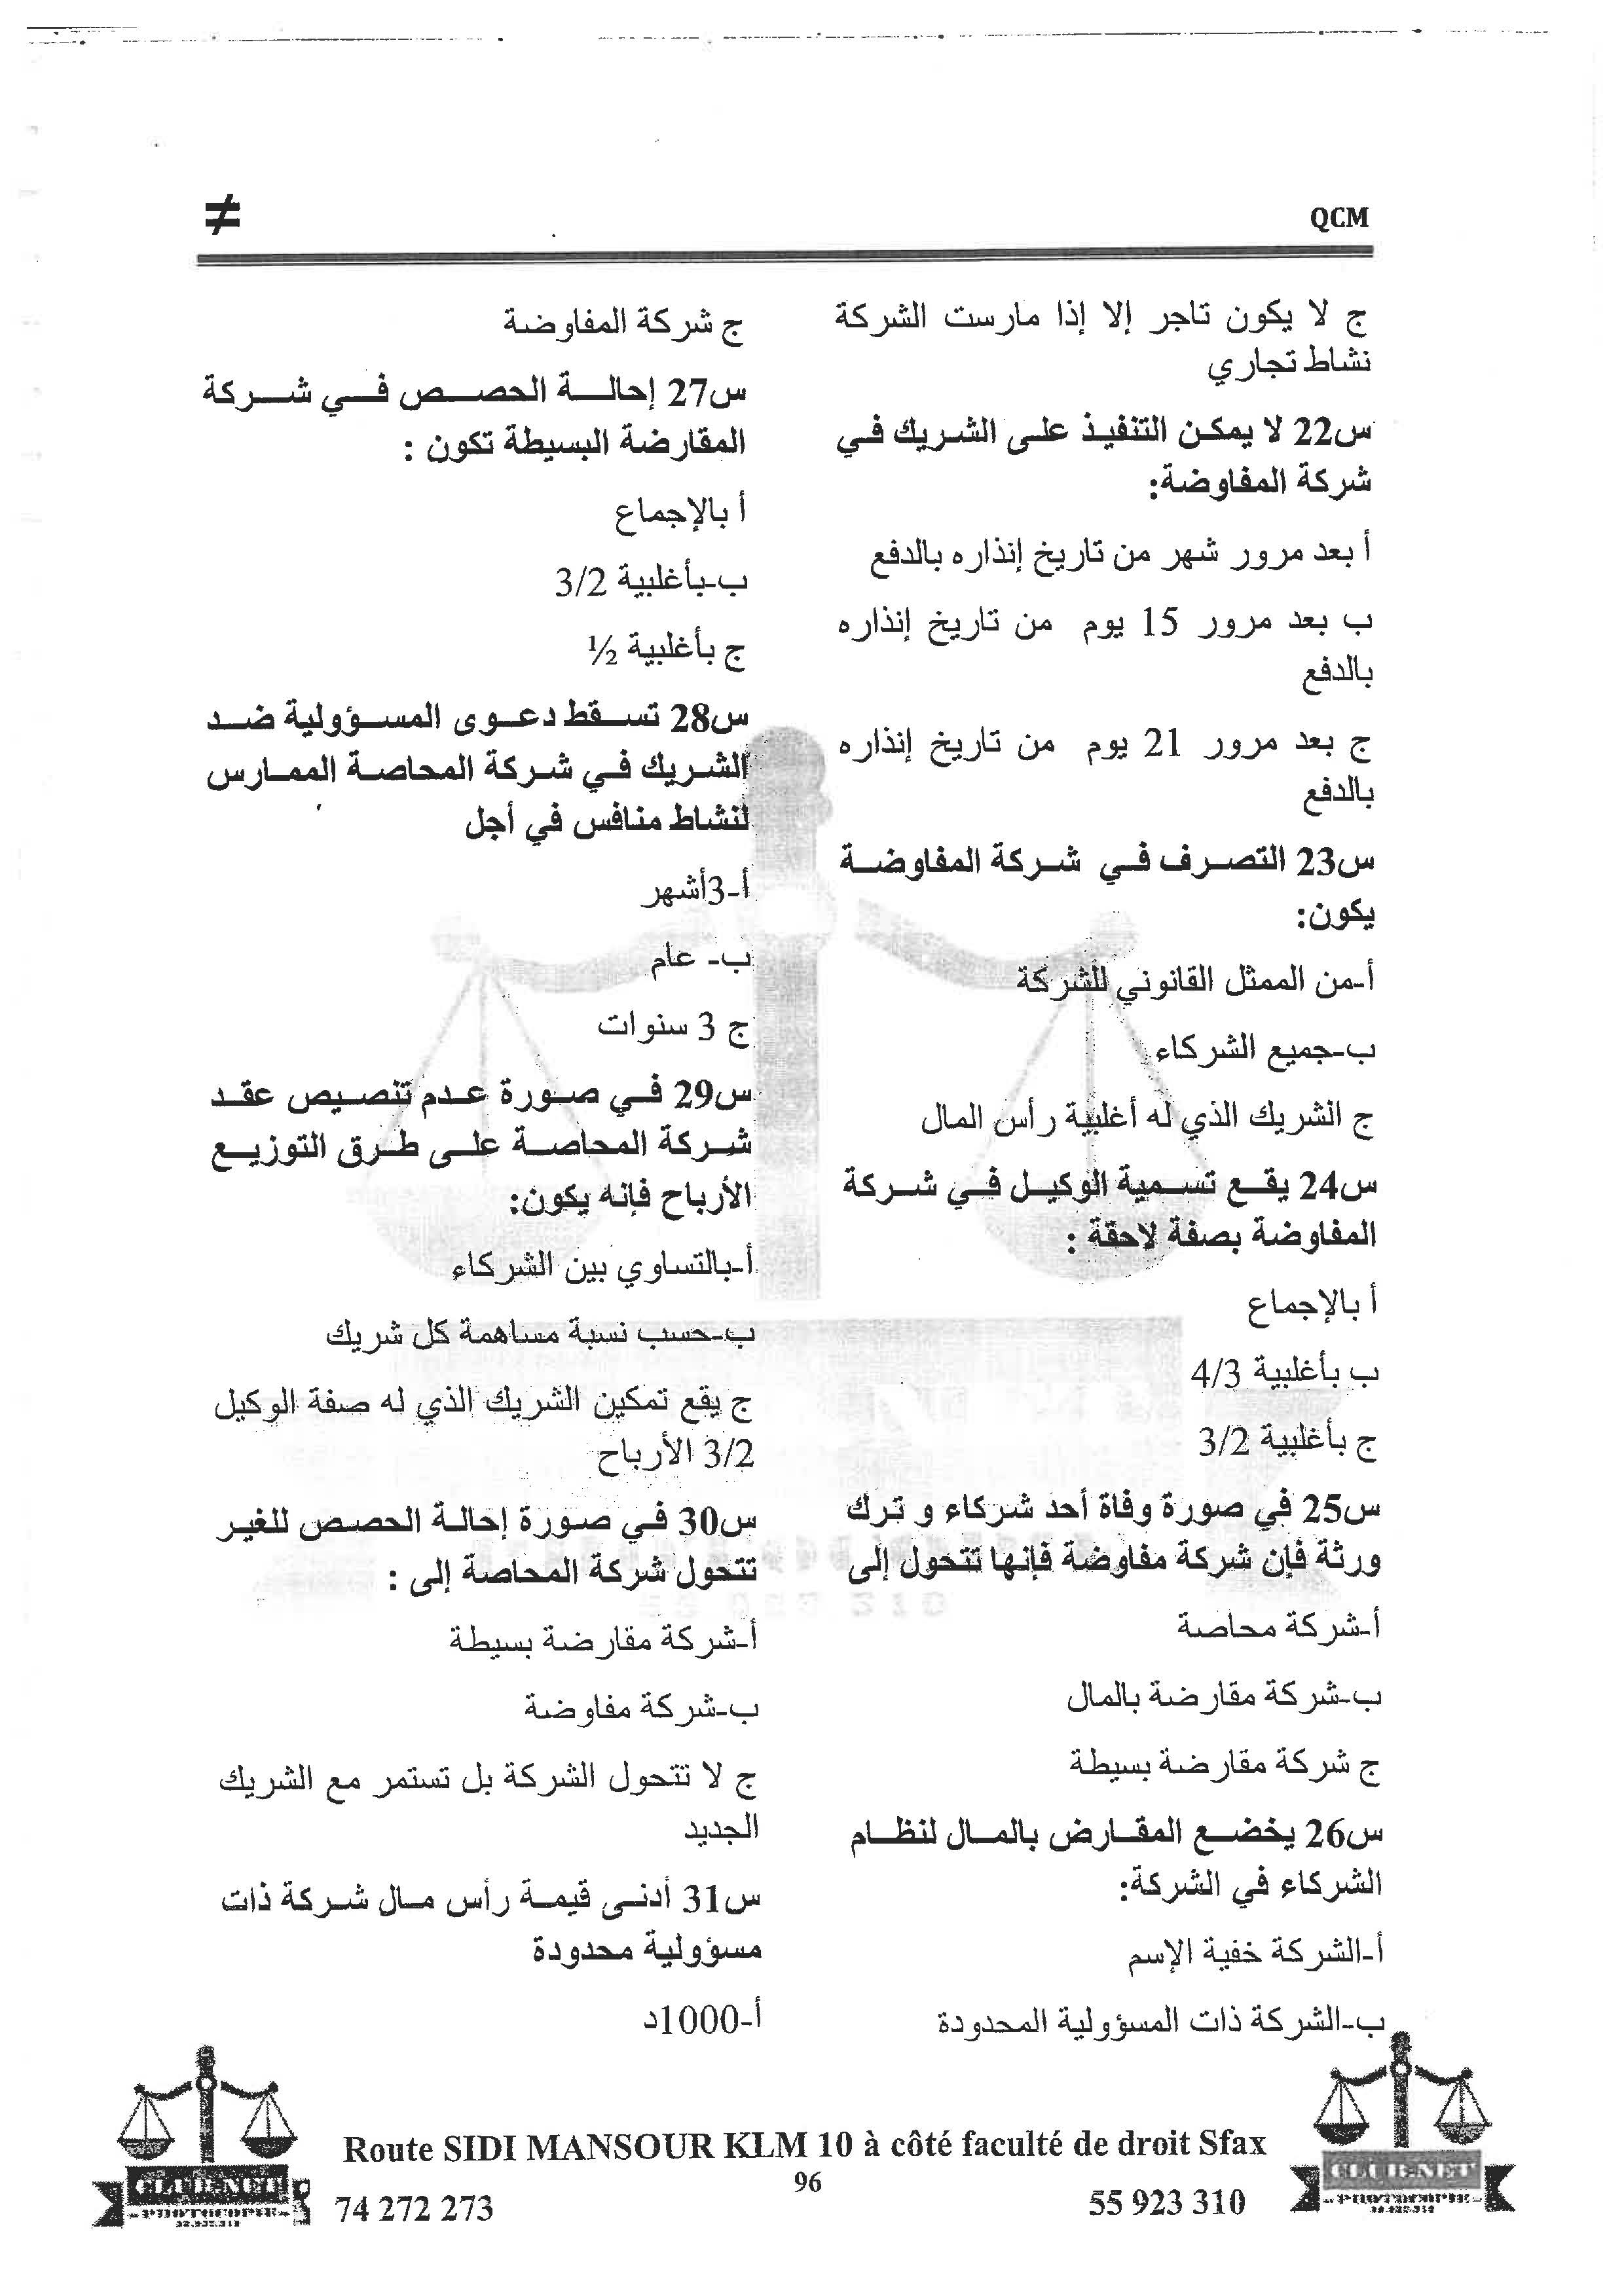 QCM
≠
ج لا يكون تاجر إلا إذا مارست الشركة
نشاط تجاري
س22 لا يمكن التنفيذ على الشريك في
شركة المفاوضة:
أ بعد مرور شهر من تاريخ إنذاره بالدفع
ب بعد مرور 15 يوم من تاريخ إنذاره
بالدفع
ج بعد مرور 21 يوم من تاريخ إنذاره
بالدفع
س23 التصرف في شركة المفاوضة
يكون:
أ-من الممثل القانوني للشركة
ب-جميع الشركاء
ج الشريك الذي له أغلبية رأس المال
س24 يقع تسمية الوكيل في شركة
المفاوضة بصفة لاحقة :
أ بالإجماع
ب بأغلبية 4/3
ج بأغلبية 3/2
س25 في صورة وفاة أحد شركاء و ترك
ورثة فإن شركة مفاوضة فإنها تتحول إلى
أ-شركة محاصة
ب-شركة مقارضة بالمال
ج شركة مقارضة بسيطة
س26 يخضع المقارض بالمال لنظام
الشركاء في الشركة:
أ-الشركة خفية الإسم
ب-الشركة ذات المسؤولية المحدودة
ج شركة المفاوضة
س27 إحالة الحصص في شركة
المقارضة البسيطة تكون :
أ بالإجماع
ب-بأغلبية 3/2
ج بأغلبية ½
س28 تسقط دعوى المسؤولية ضد
الشريك في شركة المحاصة الممارس
لنشاط منافس في أجل
أ-3أشهر
ب- عام
ج 3 سنوات
س29 في صورة عدم تنصيص عقد
شركة المحاصة على طرق التوزيع
الأرباح فإنه يكون:
أ-بالتساوي بين الشركاء
ب-حسب نسبة مساهمة كل شريك
ج يقع تمكين الشريك الذي له صفة الوكيل
3/2 الأرباح
س30 في صورة إحالة الحصص للغير
تتحول شركة المحاصة إلى :
أ-شركة مقارضة بسيطة
ب-شركة مفاوضة
ج لا تتحول الشركة بل تستمر مع الشريك
الجديد
س31 أدنى قيمة رأس مال شركة ذات
مسؤولية محدودة
أ-1000د
Route SIDI MANSOUR KLM 10 à côté faculté de droit Sfax
96
74 272 273
55 923 310
CLUB-NET
PHOTOCOPIE
CLUB-NET
PHOTOCOPIE